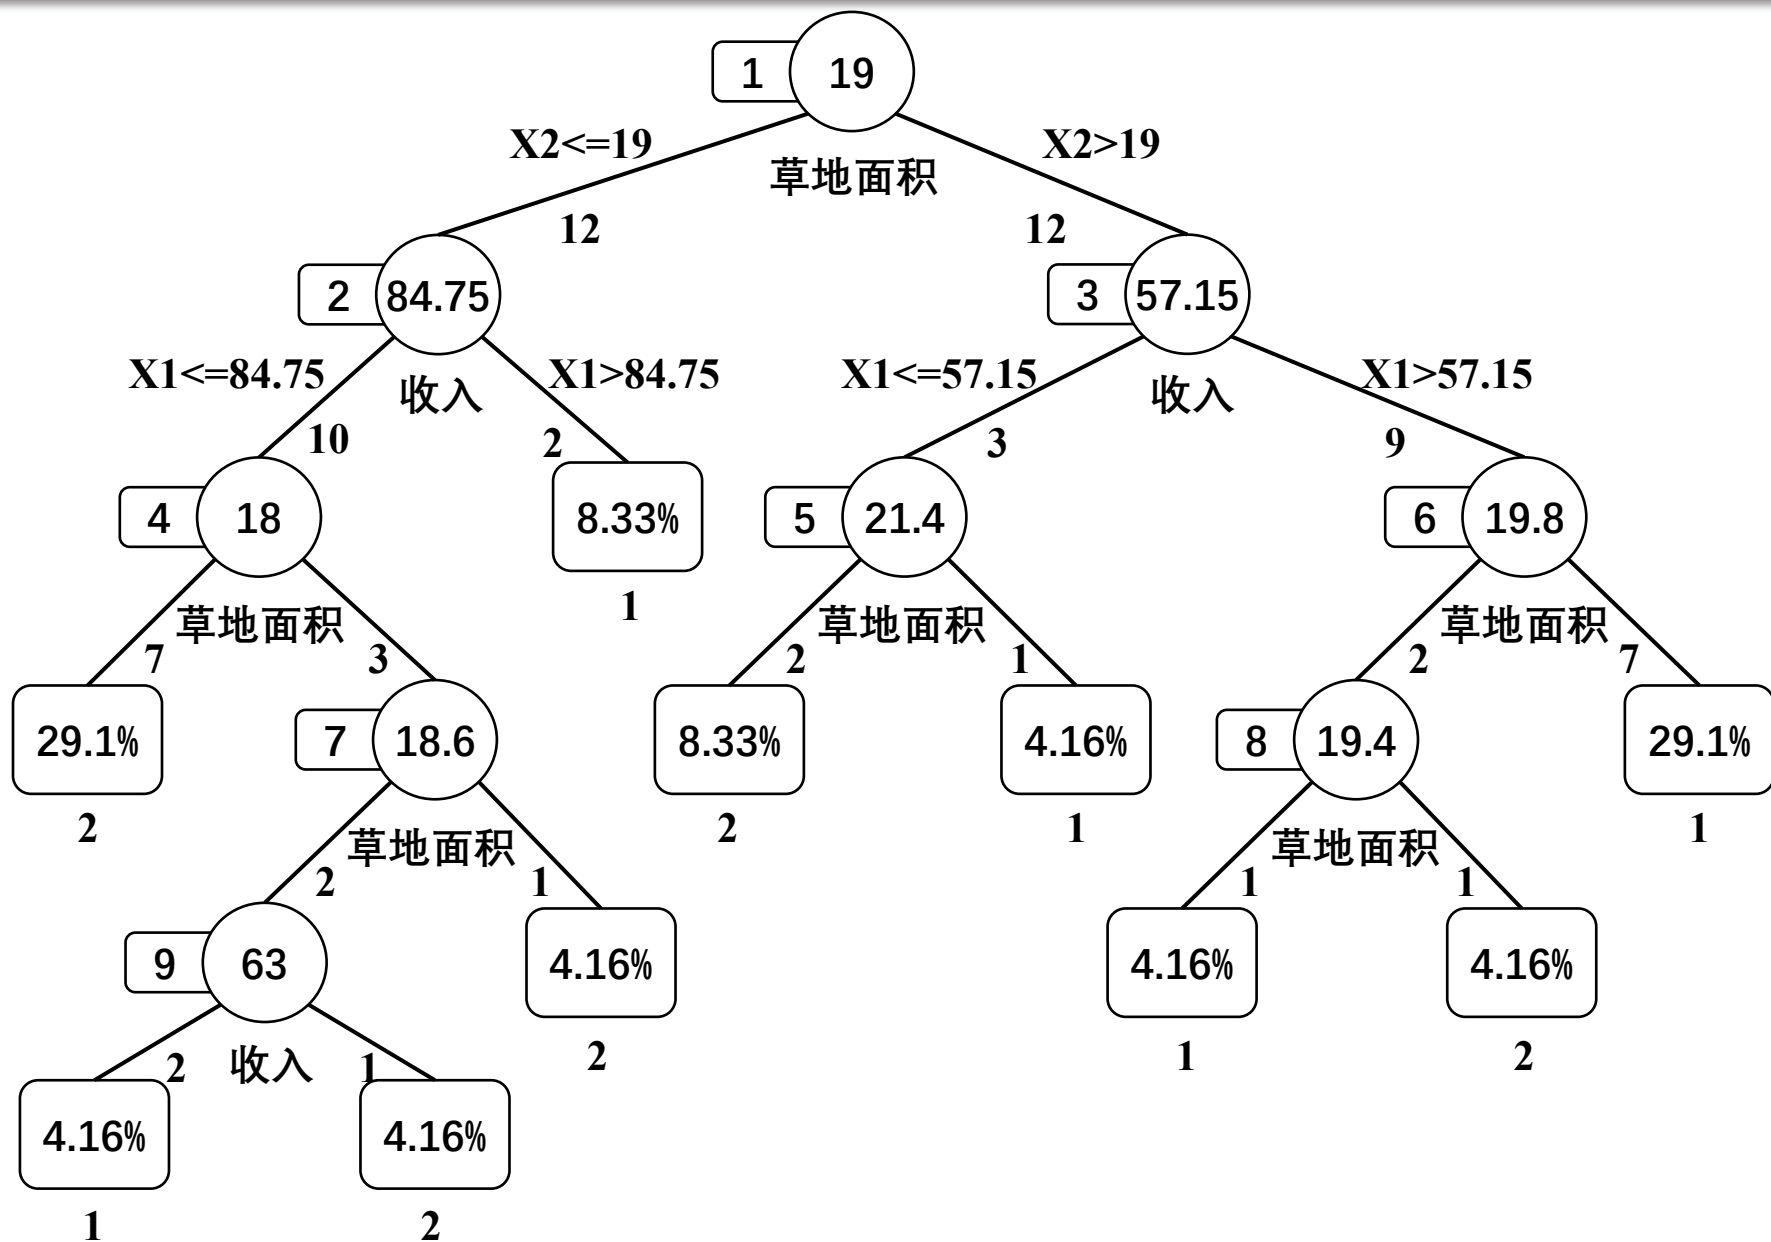 1 19
X2<=19 X2>19
草地面积
12 12
2 84.75 3 57.15
X1<=84.75 收入 X1>84.75 X1<=57.15 收入 X1>57.15
10 2 3 9
4 18 8.33% 5 21.4 6 19.8
1
草地面积 草地面积 草地面积
7 3 2 1 2 7
29.1% 7 18.6 8.33% 4.16% 8 19.4 29.1%
2 2 1 1
草地面积 草地面积
2 1 1 1
9 63 4.16% 4.16% 4.16%
2 1 2
2 收入 1
4.16% 4.16%
1 2